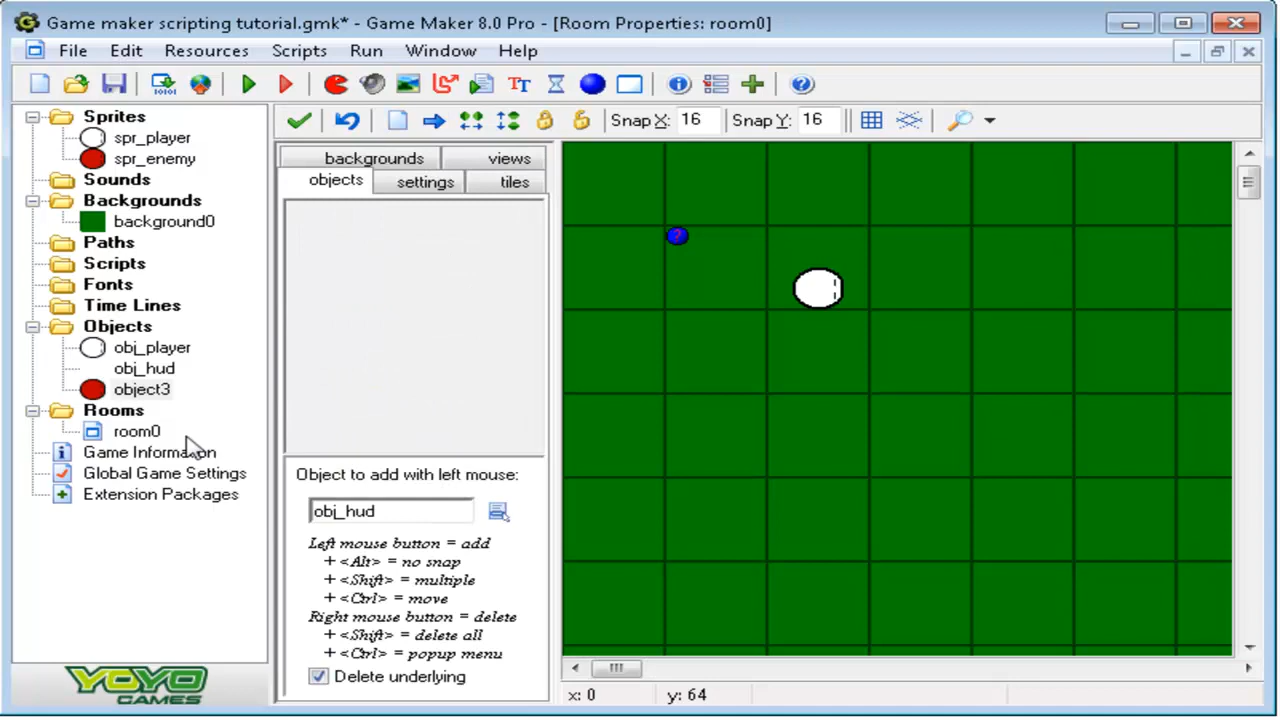 Game maker scripting tutorial.gmk* - Game Maker 8.0 Pro - [Room Properties: room0]
File Edit Resources Scripts Run Window Help
Snap X: 16 Snap Y: 16
Sprites
spr_player
spr_enemy
Sounds
Backgrounds
background0
Paths
Scripts
Fonts
Time Lines
Objects
obj_player
obj_hud
object3
Rooms
room0
Game Information
Global Game Settings
Extension Packages
YOYO
GAMES
backgrounds views
objects settings tiles
Object to add with left mouse:
obj_hud
Left mouse button = add
+ <Alt> = no snap
+ <Shift> = multiple
+ <Ctrl> = move
Right mouse button = delete
+ <Shift> = delete all
+ <Ctrl> = popup menu
Delete underlying
?
x: 0 y: 64